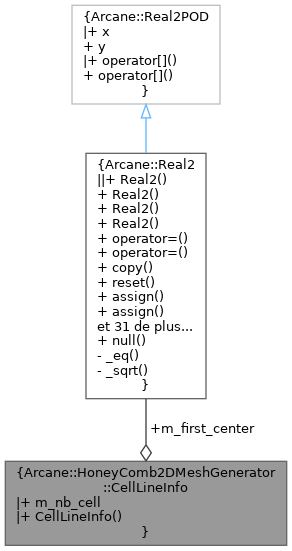 {Arcane::Real2POD
|+ x
+ y
|+ operator[]()
+ operator[]()
}
{Arcane::Real2
||+ Real2()
+ Real2()
+ Real2()
+ Real2()
+ operator=()
+ operator=()
+ copy()
+ reset()
+ assign()
+ assign()
et 31 de plus...
+ null()
- _eq()
- _sqrt()
}
+m_first_center
{Arcane::HoneyComb2DMeshGenerator
::CellLineInfo
|+ m_nb_cell
|+ CellLineInfo()
}